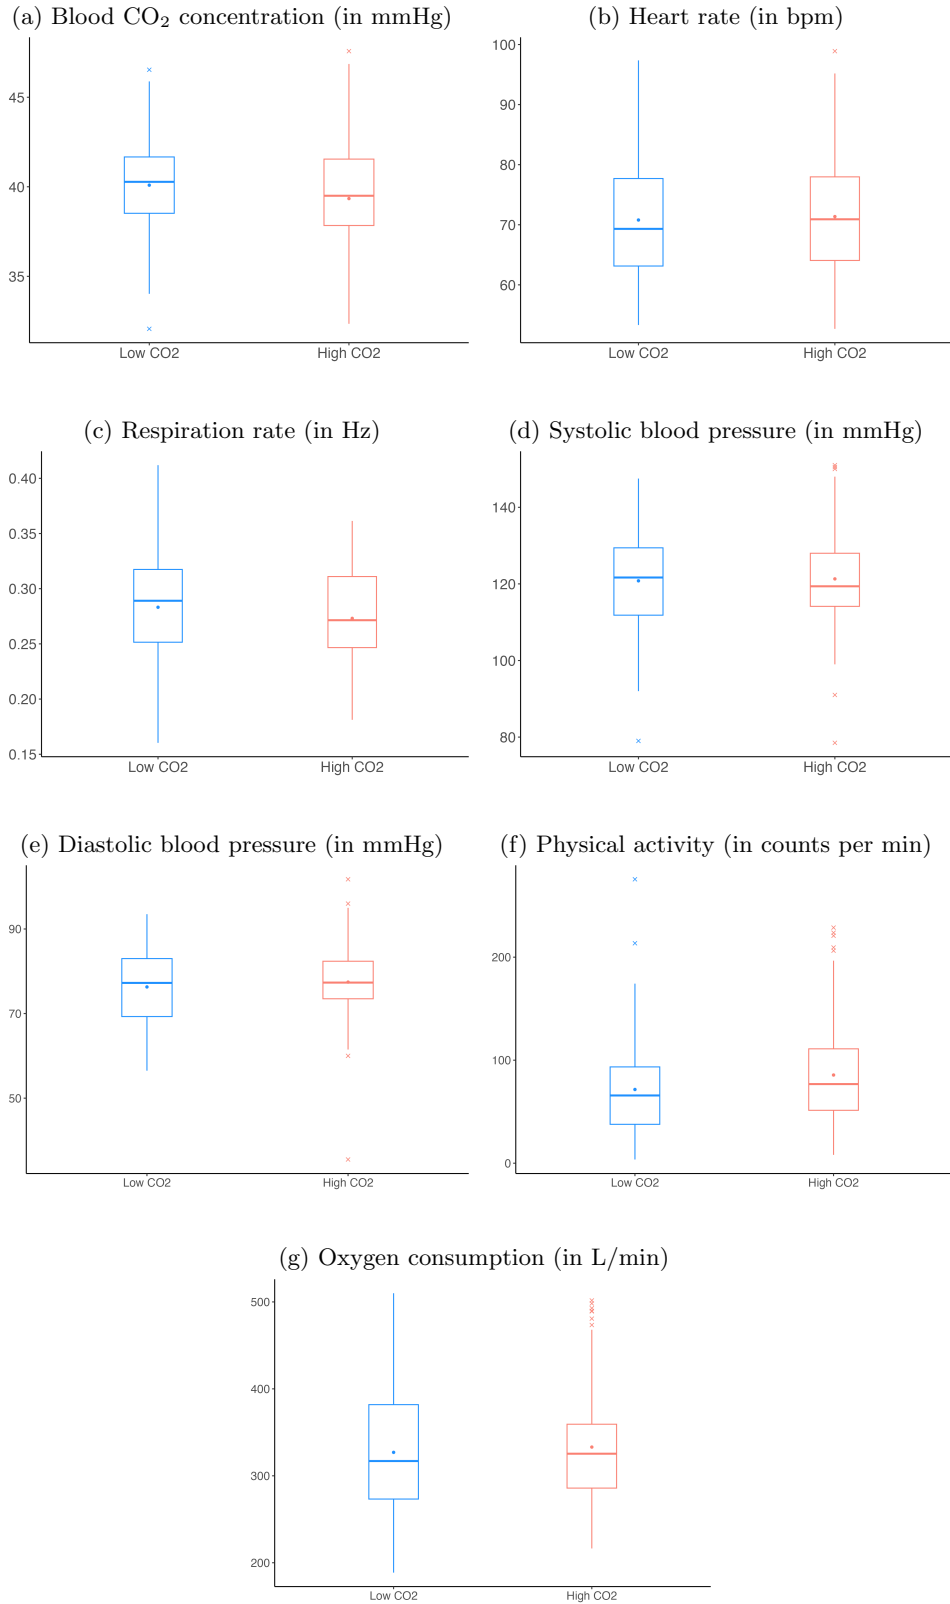 (a) Blood CO₂ concentration (in mmHg)
45
40
35
Low CO2 High CO2
(b) Heart rate (in bpm)
100
90
80
70
60
Low CO2 High CO2
(c) Respiration rate (in Hz)
0.40
0.35
0.30
0.25
0.20
0.15
Low CO2 High CO2
(d) Systolic blood pressure (in mmHg)
140
120
100
80
Low CO2 High CO2
(e) Diastolic blood pressure (in mmHg)
90
70
50
Low CO2 High CO2
(f) Physical activity (in counts per min)
200
100
0
Low CO2 High CO2
(g) Oxygen consumption (in L/min)
500
400
300
200
Low CO2 High CO2